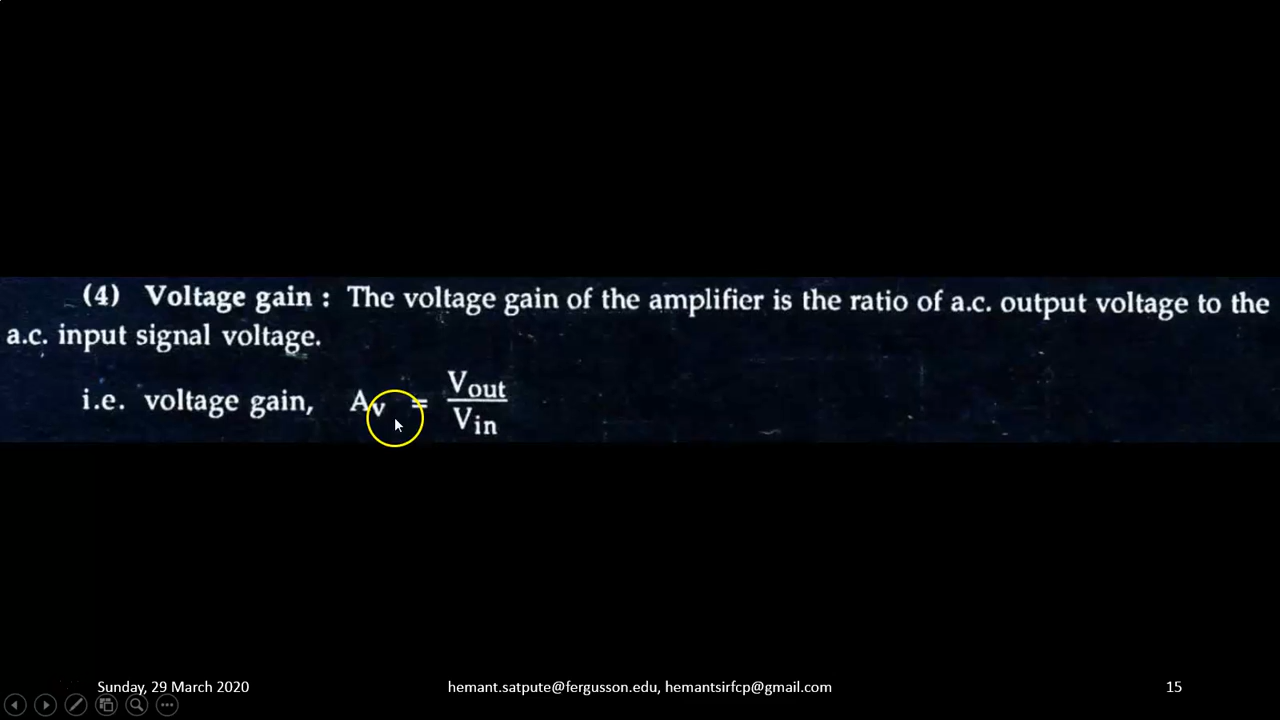 (4) Voltage gain : The voltage gain of the amplifier is the ratio of a.c. output voltage to the
a.c. input signal voltage.
i.e. voltage gain, Av = Vout / Vin
Sunday, 29 March 2020 hemant.satpute@fergusson.edu, hemantsirfcp@gmail.com 15